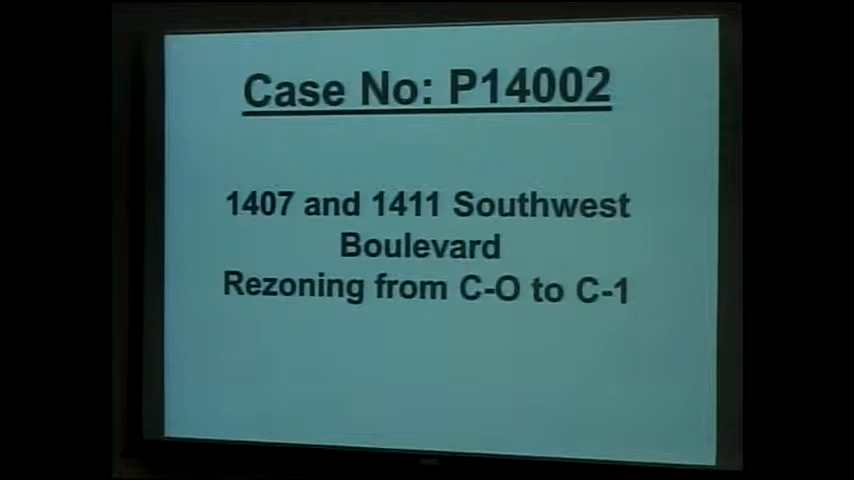 Case No: P14002
1407 and 1411 Southwest
Boulevard
Rezoning from C-O to C-1